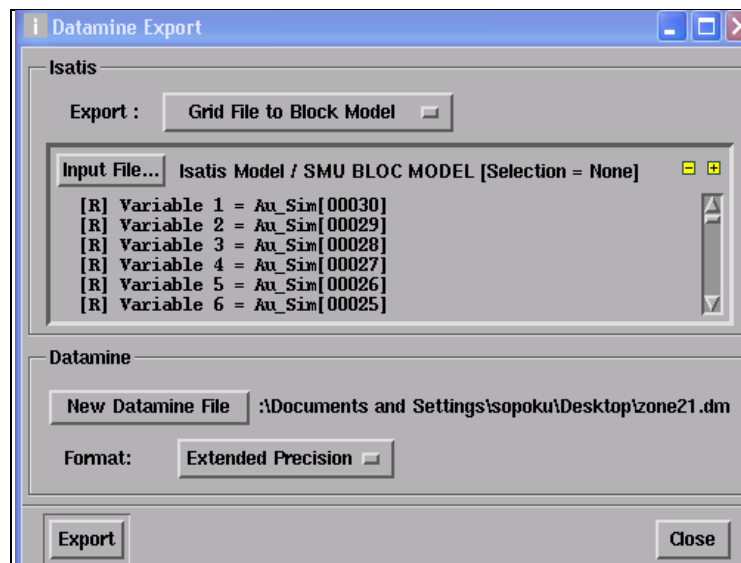 Datamine Export
Isatis
Export : Grid File to Block Model
Input File... Isatis Model / SMU BLOC MODEL [Selection = None]
[R] Variable 1 = Au_Sim[00030]
[R] Variable 2 = Au_Sim[00029]
[R] Variable 3 = Au_Sim[00028]
[R] Variable 4 = Au_Sim[00027]
[R] Variable 5 = Au_Sim[00026]
[R] Variable 6 = Au_Sim[00025]
Datamine
New Datamine File :\Documents and Settings\sopoku\Desktop\zone21.dm
Format: Extended Precision
Export Close